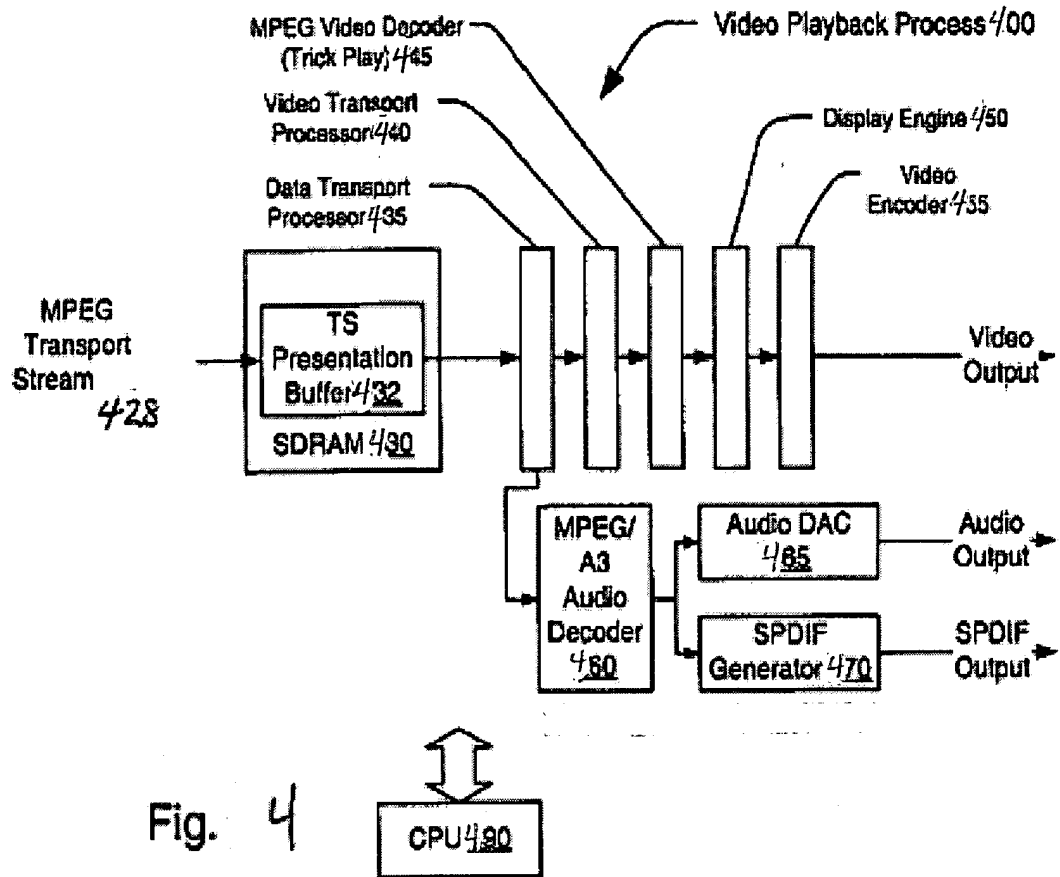 MPEG Video Decoder
(Trick Play) 445
Video Playback Process 400
Video Transport
Processor 440
Display Engine 450
Data Transport
Processor 435
Video
Encoder 455
MPEG
Transport
Stream
428
TS
Presentation
Buffer 432
SDRAM 430
Video
Output
MPEG/
A3
Audio
Decoder
460
Audio DAC
465
Audio
Output
SPDIF
Generator 470
SPDIF
Output
Fig. 4
CPU 490